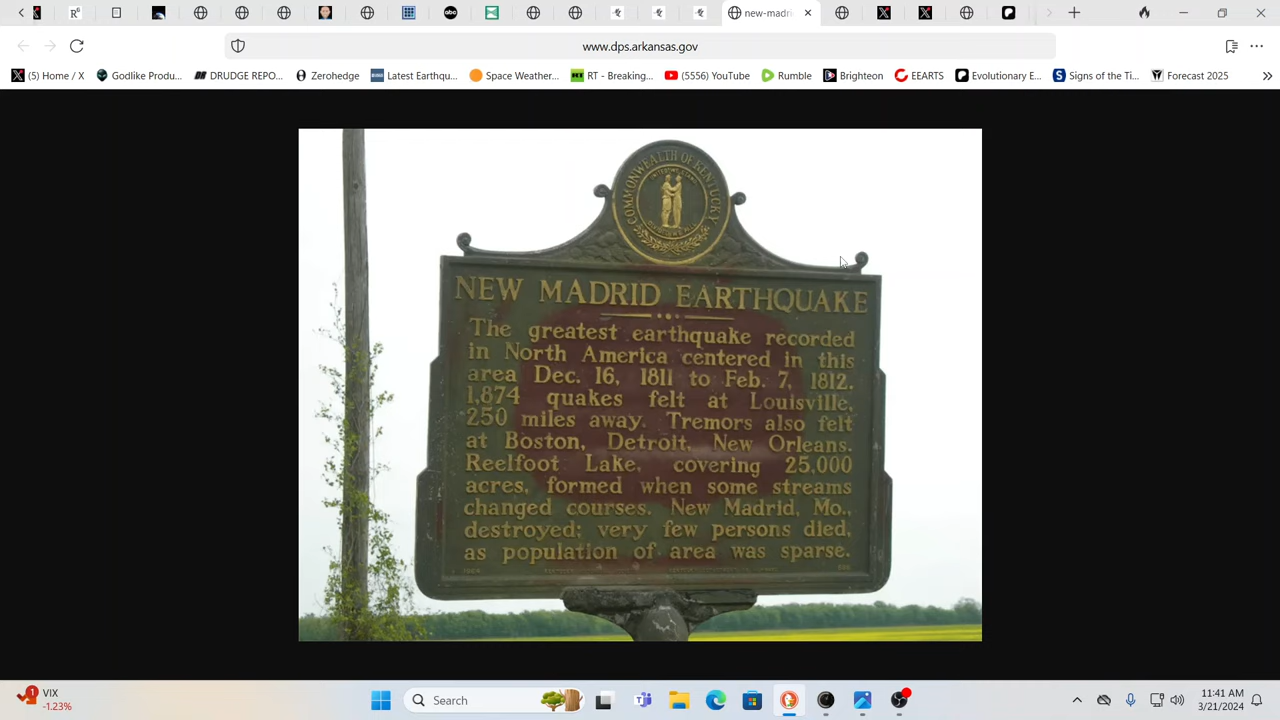 new-madri
www.dps.arkansas.gov
(5) Home / X
Godlike Produ...
DRUDGE REPO...
Zerohedge
Latest Earthqu...
Space Weather...
RT - Breaking...
(5556) YouTube
Rumble
Brighteon
EEARTS
Evolutionary E...
Signs of the Ti...
Forecast 2025
COMMONWEALTH OF KENTUCKY
NEW MADRID EARTHQUAKE
The greatest earthquake recorded
in North America centered in this
area Dec. 16, 1811 to Feb. 7, 1812.
1,874 quakes felt at Louisville,
250 miles away. Tremors also felt
at Boston, Detroit, New Orleans.
Reelfoot Lake, covering 25,000
acres, formed when some streams
changed courses. New Madrid, Mo.,
destroyed; very few persons died,
as population of area was sparse.
1
VIX
-1.23%
Search
11:41 AM
3/21/2024